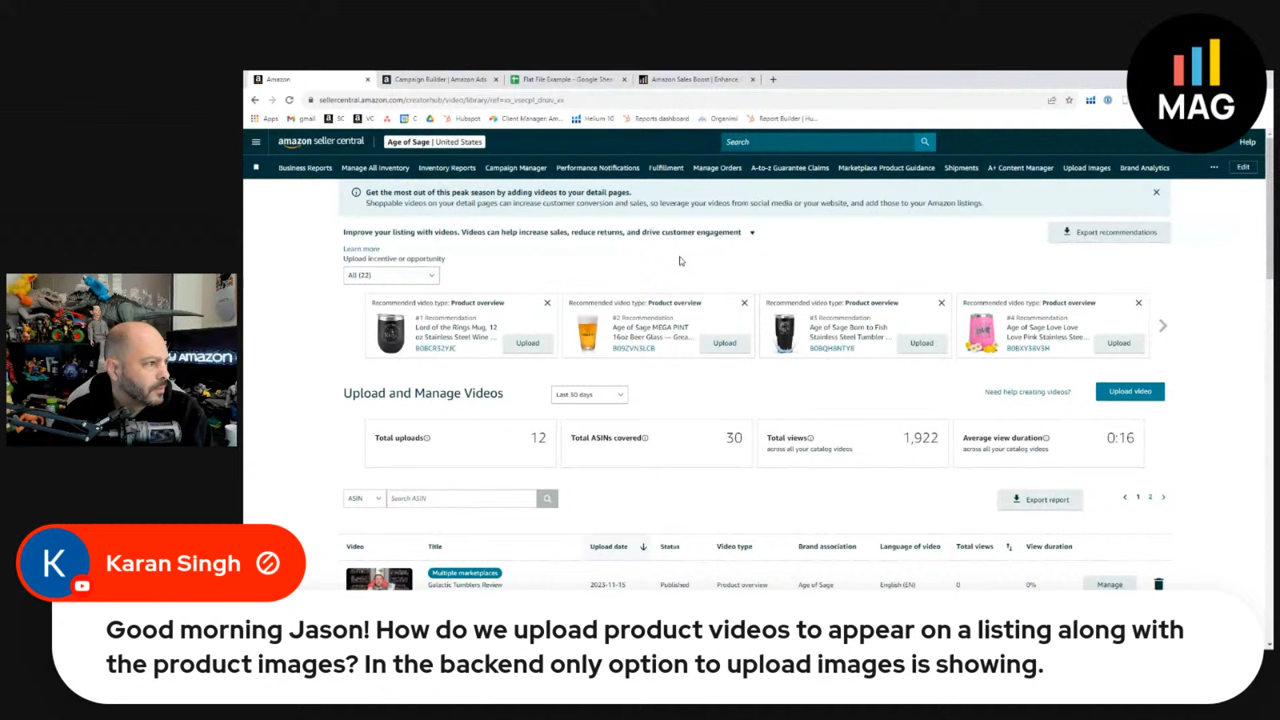 MAG
Amazon
Campaign Builder | Amazon Ads
Flat File Example - Google Shee
Amazon Sales Boost | Enhance,
sellercentral.amazon.com/creatorhub/video/library/
Apps
gmail
SC
VC
C
Hubspot
Client Manager: Am...
Helium 10
Reports dashboard
Organimi
Report Builder | Hu...
amazon seller central
Age of Sage | United States
Search
Help
Business Reports
Manage All Inventory
Inventory Reports
Campaign Manager
Performance Notifications
Fulfillment
Manage Orders
A-to-z Guarantee Claims
Marketplace Product Guidance
Shipments
A+ Content Manager
Upload Images
Brand Analytics
Edit
Get the most out of this peak season by adding videos to your detail pages.
Shoppable videos on your detail pages can increase customer conversion and sales, so leverage your videos from social media or your website, and add those to your Amazon listings.
Improve your listing with videos. Videos can help increase sales, reduce returns, and drive customer engagement
Export recommendations
Learn more
Upload incentive or opportunity
All (22)
Recommended video type: Product overview
#1 Recommendation
Lord of the Rings Mug, 12
oz Stainless Steel Wine ...
B0BCR32YJC
Upload
Recommended video type: Product overview
#2 Recommendation
Age of Sage MEGA PINT
16oz Beer Glass — Grea...
B09ZVN3LCB
Upload
Recommended video type: Product overview
#3 Recommendation
Age of Sage Born to Fish
Stainless Steel Tumbler ...
B0BQH8NTY8
Upload
Recommended video type: Product overview
#4 Recommendation
Age of Sage Love Love
Love Pink Stainless Stee...
B0BXY38V3H
Upload
Upload and Manage Videos
Last 30 days
Need help creating videos?
Upload video
Total uploads
12
Total ASINs covered
30
Total views
across all your catalog videos
1,922
Average view duration
across all your catalog videos
0:16
ASIN
Search ASIN
Export report
1
2
Video
Title
Upload date
Status
Video type
Brand association
Language of video
Total views
View duration
Multiple marketplaces
Galactic Tumblers Review
2023-11-15
Published
Product overview
Age of Sage
English (EN)
0
0%
Manage
K
Karan Singh
Good morning Jason! How do we upload product videos to appear on a listing along with
the product images? In the backend only option to upload images is showing.